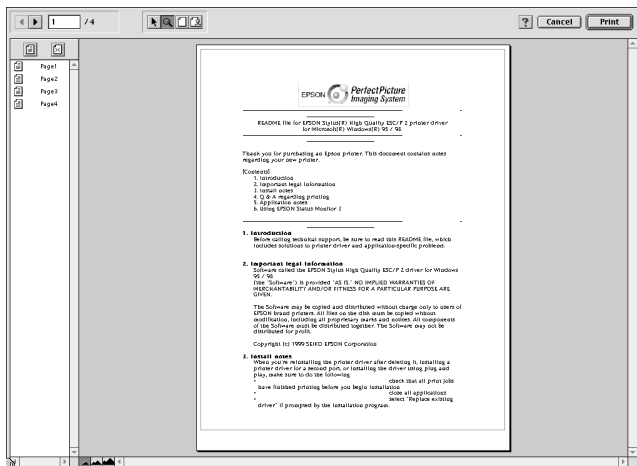 1 / 4
? Cancel Print
Page1
Page2
Page3
Page4
EPSON PerfectPicture
Imaging System
README file for EPSON Stylus(R) High Quality ESC/P 2 printer driver
for Microsoft(R) Windows(R) 95 / 98
Thank you for purchasing an Epson printer. This document contains notes
regarding your new printer.
[Contents]
1. Introduction
2. Important legal information
3. Install notes
4. Q & A regarding printing
5. Application notes
6. Using EPSON Status Monitor 3
1. Introduction
Before calling technical support, be sure to read this README file, which
includes solutions to printer driver and application-specific problems.
2. Important legal information
Software called the EPSON Stylus High Quality ESC/P 2 driver for Windows
95 / 98
(the "Software") is provided "AS IS." NO IMPLIED WARRANTIES OF
MERCHANTABILITY AND/OR FITNESS FOR A PARTICULAR PURPOSE ARE
GIVEN.
The Software may be copied and distributed without charge only to users of
EPSON brand printers. All files on the disk must be copied without
modification, including all proprietary marks and notices. All components
of the Software must be distributed together. The Software may not be
distributed for profit.
Copyright (c) 1999 SEIKO EPSON Corporation
3. Install notes
When you're reinstalling the printer driver after deleting it, installing a
printer driver for a second port, or installing the driver using plug and
play, make sure to do the following
* check that all print jobs
have finished printing before you begin installation
* close all applications
* select "Replace existing
driver" if prompted by the installation program.